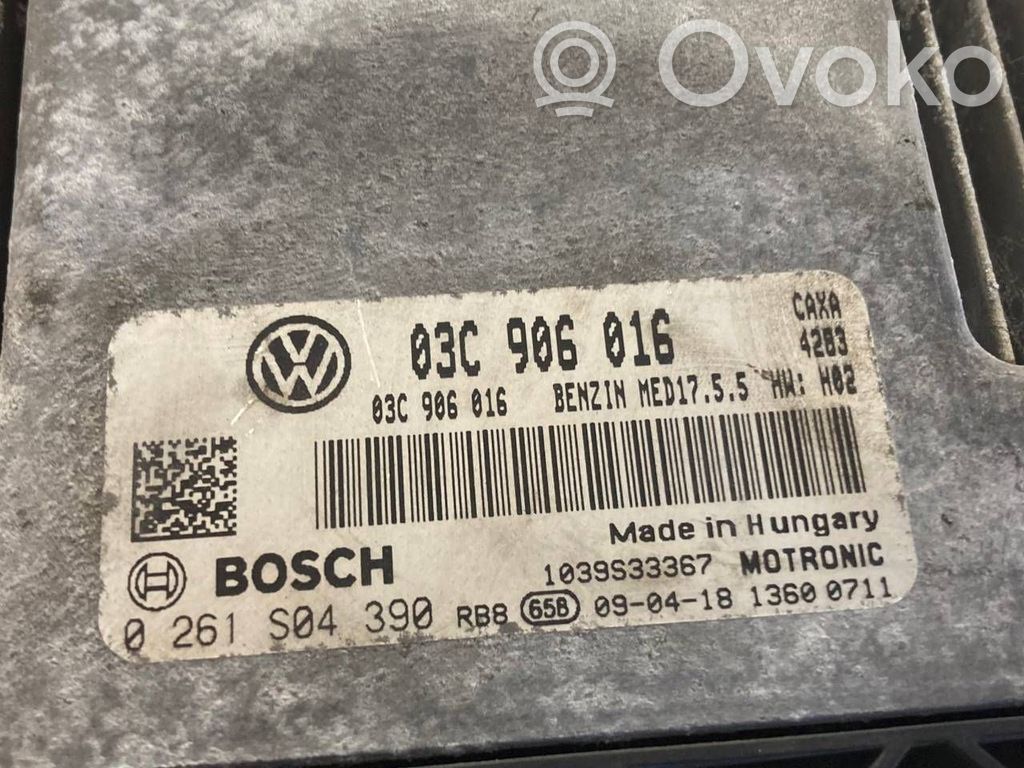 Ovoko
CAXA
03C 906 016
4283
03C 906 016 BENZIN MED17.5.5 HW: H02
Made in Hungary
BOSCH 1039S33367 MOTRONIC
0 261 S04 390 RB8 65B 09-04-18 1360 0711